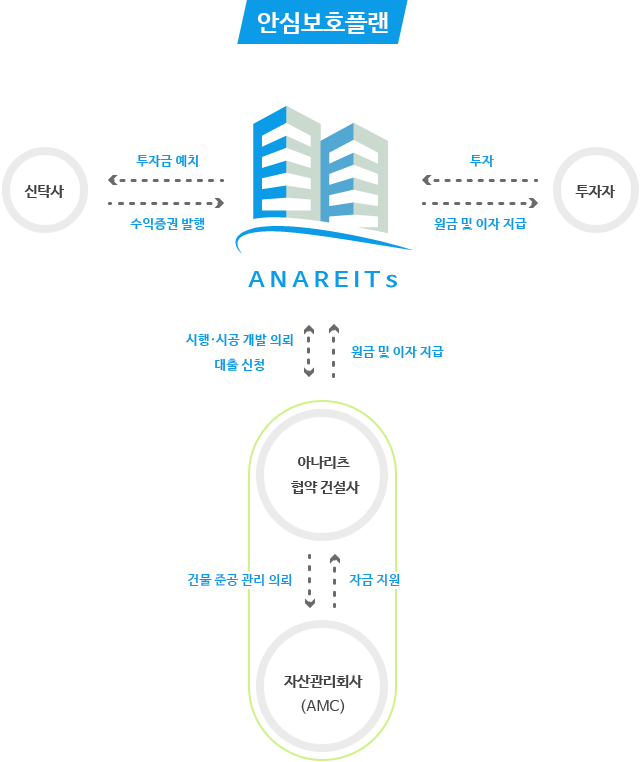 안심보호플랜
투자금 예치
투자
신탁사
투자자
수익증권 발행
원금 및 이자 지급
ANAREITs
시행·시공 개발 의뢰
대출 신청
원금 및 이자 지급
아나리츠
협약 건설사
건물 준공 관리 의뢰
자금 지원
자산관리회사
(AMC)